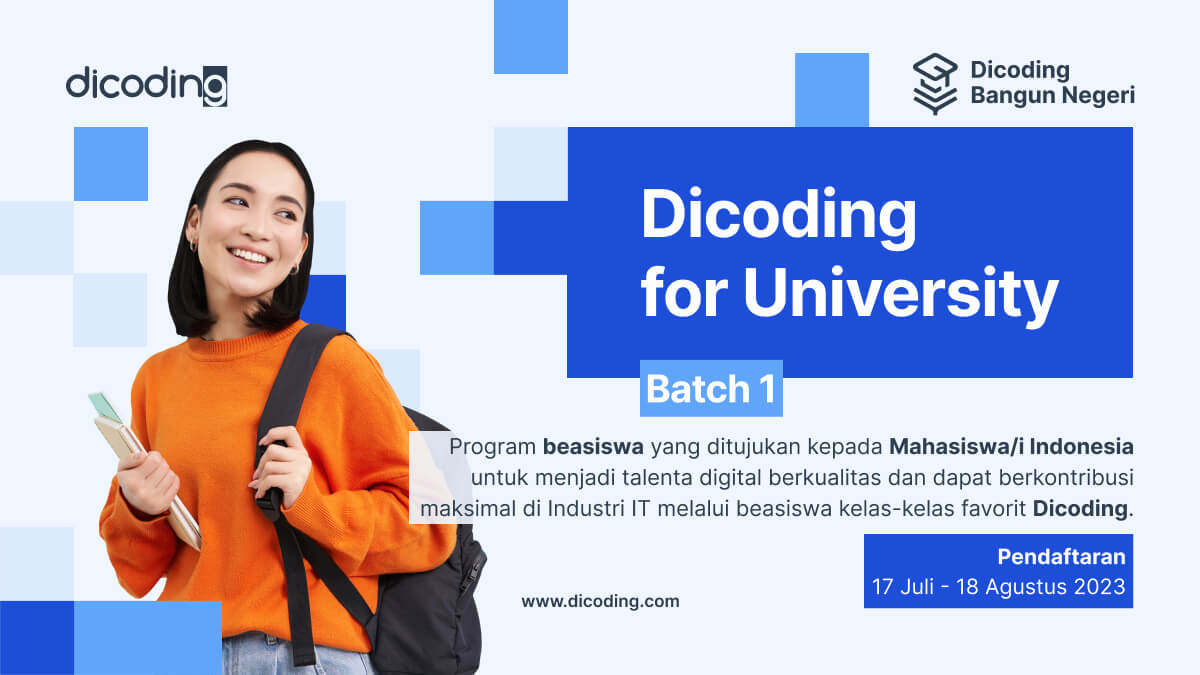 dicoding
Dicoding
Bangun Negeri
Dicoding
for University
Batch 1
Program beasiswa yang ditujukan kepada Mahasiswa/i Indonesia
untuk menjadi talenta digital berkualitas dan dapat berkontribusi
maksimal di Industri IT melalui beasiswa kelas-kelas favorit Dicoding.
Pendaftaran
17 Juli - 18 Agustus 2023
www.dicoding.com